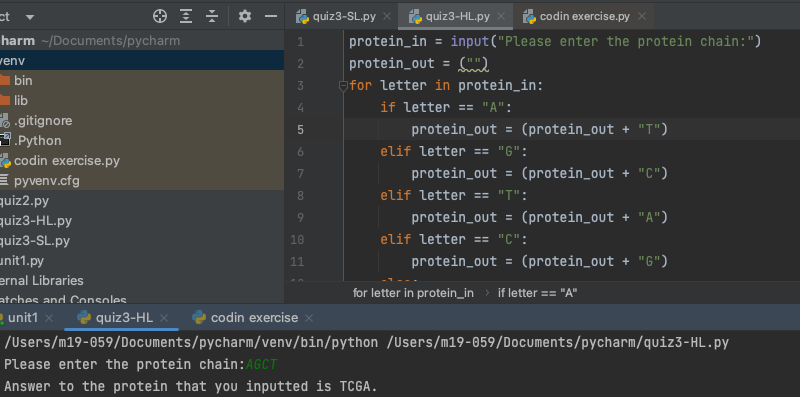 ct
quiz3-SL.py quiz3-HL.py codin exercise.py
charm ~/Documents/pycharm
venv
bin
lib
.gitignore
.Python
codin exercise.py
pyvenv.cfg
quiz2.py
quiz3-HL.py
quiz3-SL.py
unit1.py
ernal Libraries
atches and Consoles
1 protein_in = input("Please enter the protein chain:")
2 protein_out = ("")
3 for letter in protein_in:
4 if letter == "A":
5 protein_out = (protein_out + "T")
6 elif letter == "G":
7 protein_out = (protein_out + "C")
8 elif letter == "T":
9 protein_out = (protein_out + "A")
10 elif letter == "C":
11 protein_out = (protein_out + "G")
for letter in protein_in › if letter == "A"
unit1 quiz3-HL codin exercise
/Users/m19-059/Documents/pycharm/venv/bin/python /Users/m19-059/Documents/pycharm/quiz3-HL.py
Please enter the protein chain:AGCT
Answer to the protein that you inputted is TCGA.